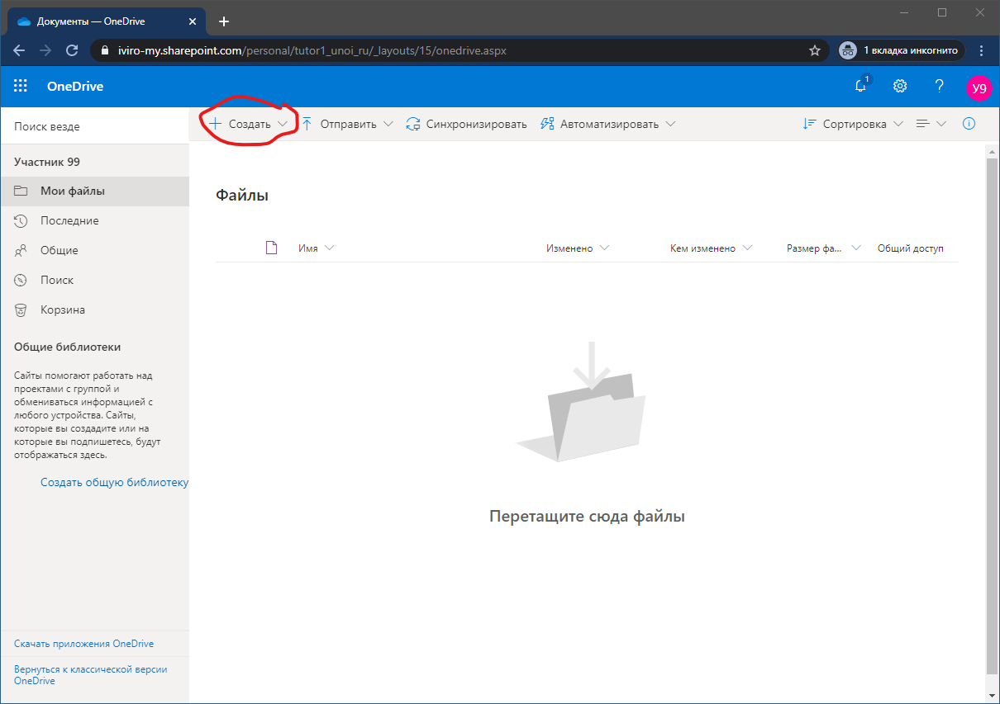 Документы — OneDrive
iviro-my.sharepoint.com/personal/tutor1_unoi_ru/_layouts/15/onedrive.aspx
1 вкладка инкогнито
OneDrive
1
?
У9
Поиск везде
Создать
Отправить
Синхронизировать
Автоматизировать
Сортировка
Участник 99
Мои файлы
Последние
Общие
Поиск
Корзина
Общие библиотеки
Сайты помогают работать над
проектами с группой и
обмениваться информацией с
любого устройства. Сайты,
которые вы создадите или на
которые вы подпишетесь, будут
отображаться здесь.
Создать общую библиотеку
Скачать приложения OneDrive
Вернуться к классической версии
OneDrive
Файлы
Имя
Изменено
Кем изменено
Размер фа...
Общий доступ
Перетащите сюда файлы